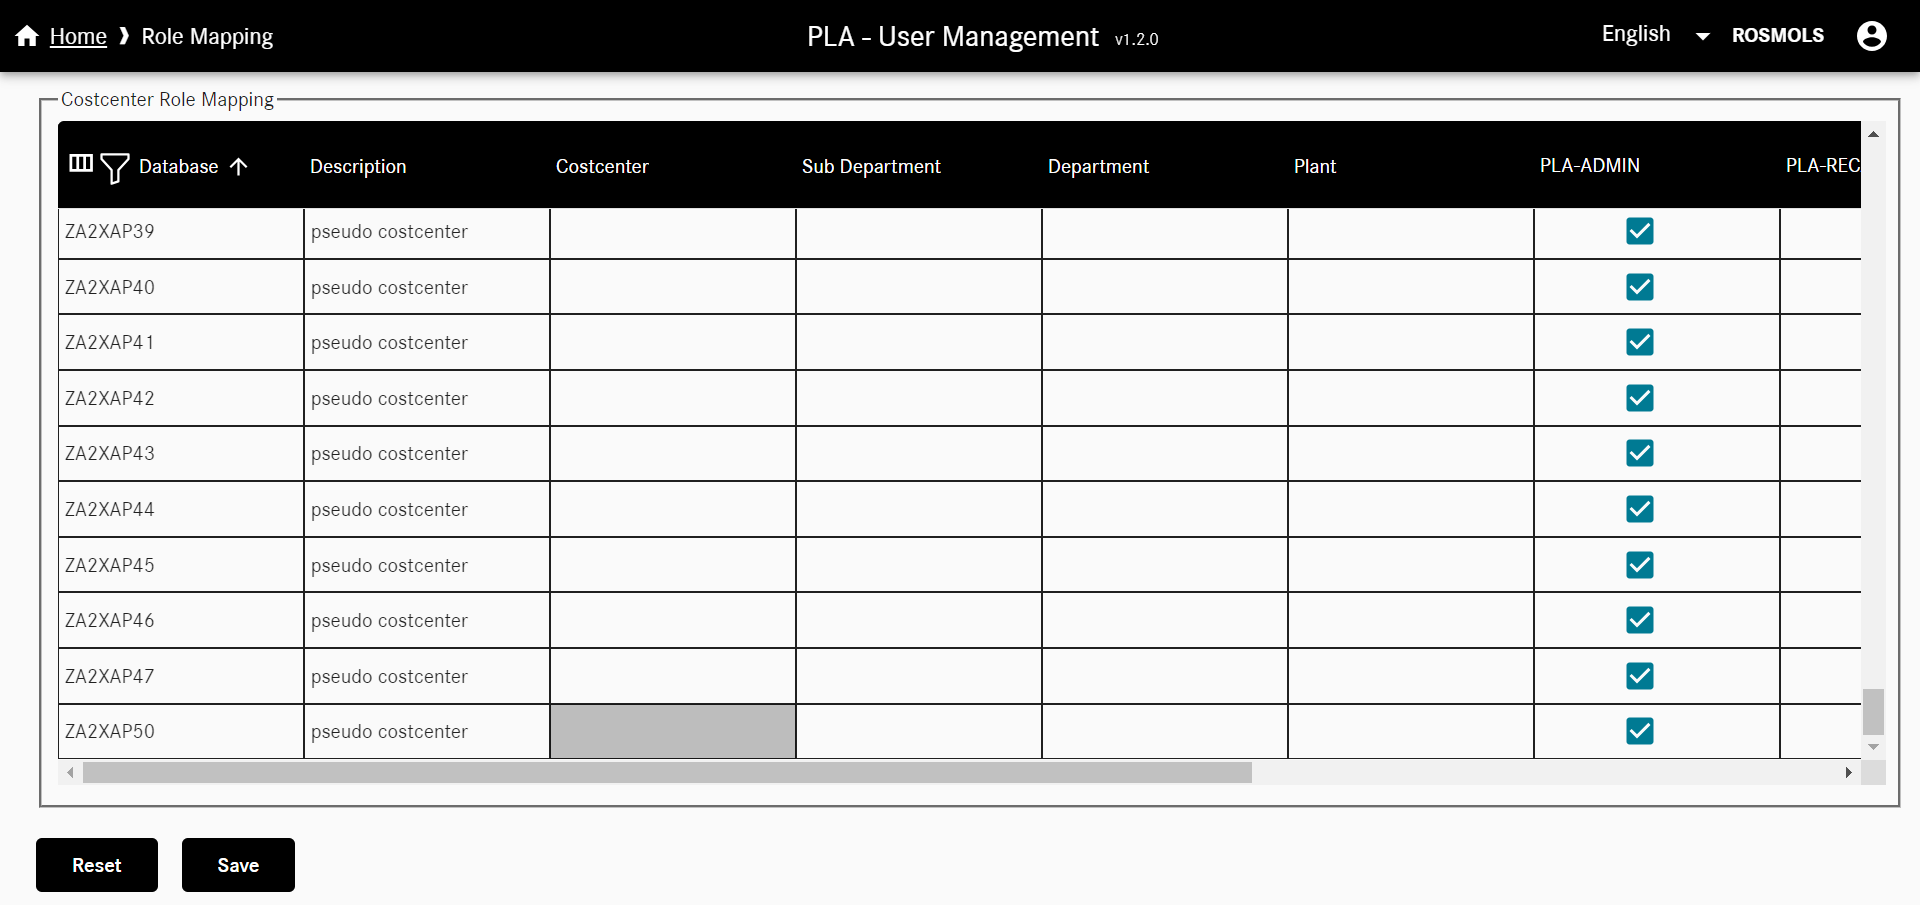 Home ❱ Role Mapping
PLA - User Management v1.2.0
English
ROSMOLS
Costcenter Role Mapping
Database Description Costcenter Sub Department Department Plant PLA-ADMIN PLA-REC
ZA2XAP39 pseudo costcenter
ZA2XAP40 pseudo costcenter
ZA2XAP41 pseudo costcenter
ZA2XAP42 pseudo costcenter
ZA2XAP43 pseudo costcenter
ZA2XAP44 pseudo costcenter
ZA2XAP45 pseudo costcenter
ZA2XAP46 pseudo costcenter
ZA2XAP47 pseudo costcenter
ZA2XAP50 pseudo costcenter
Reset Save